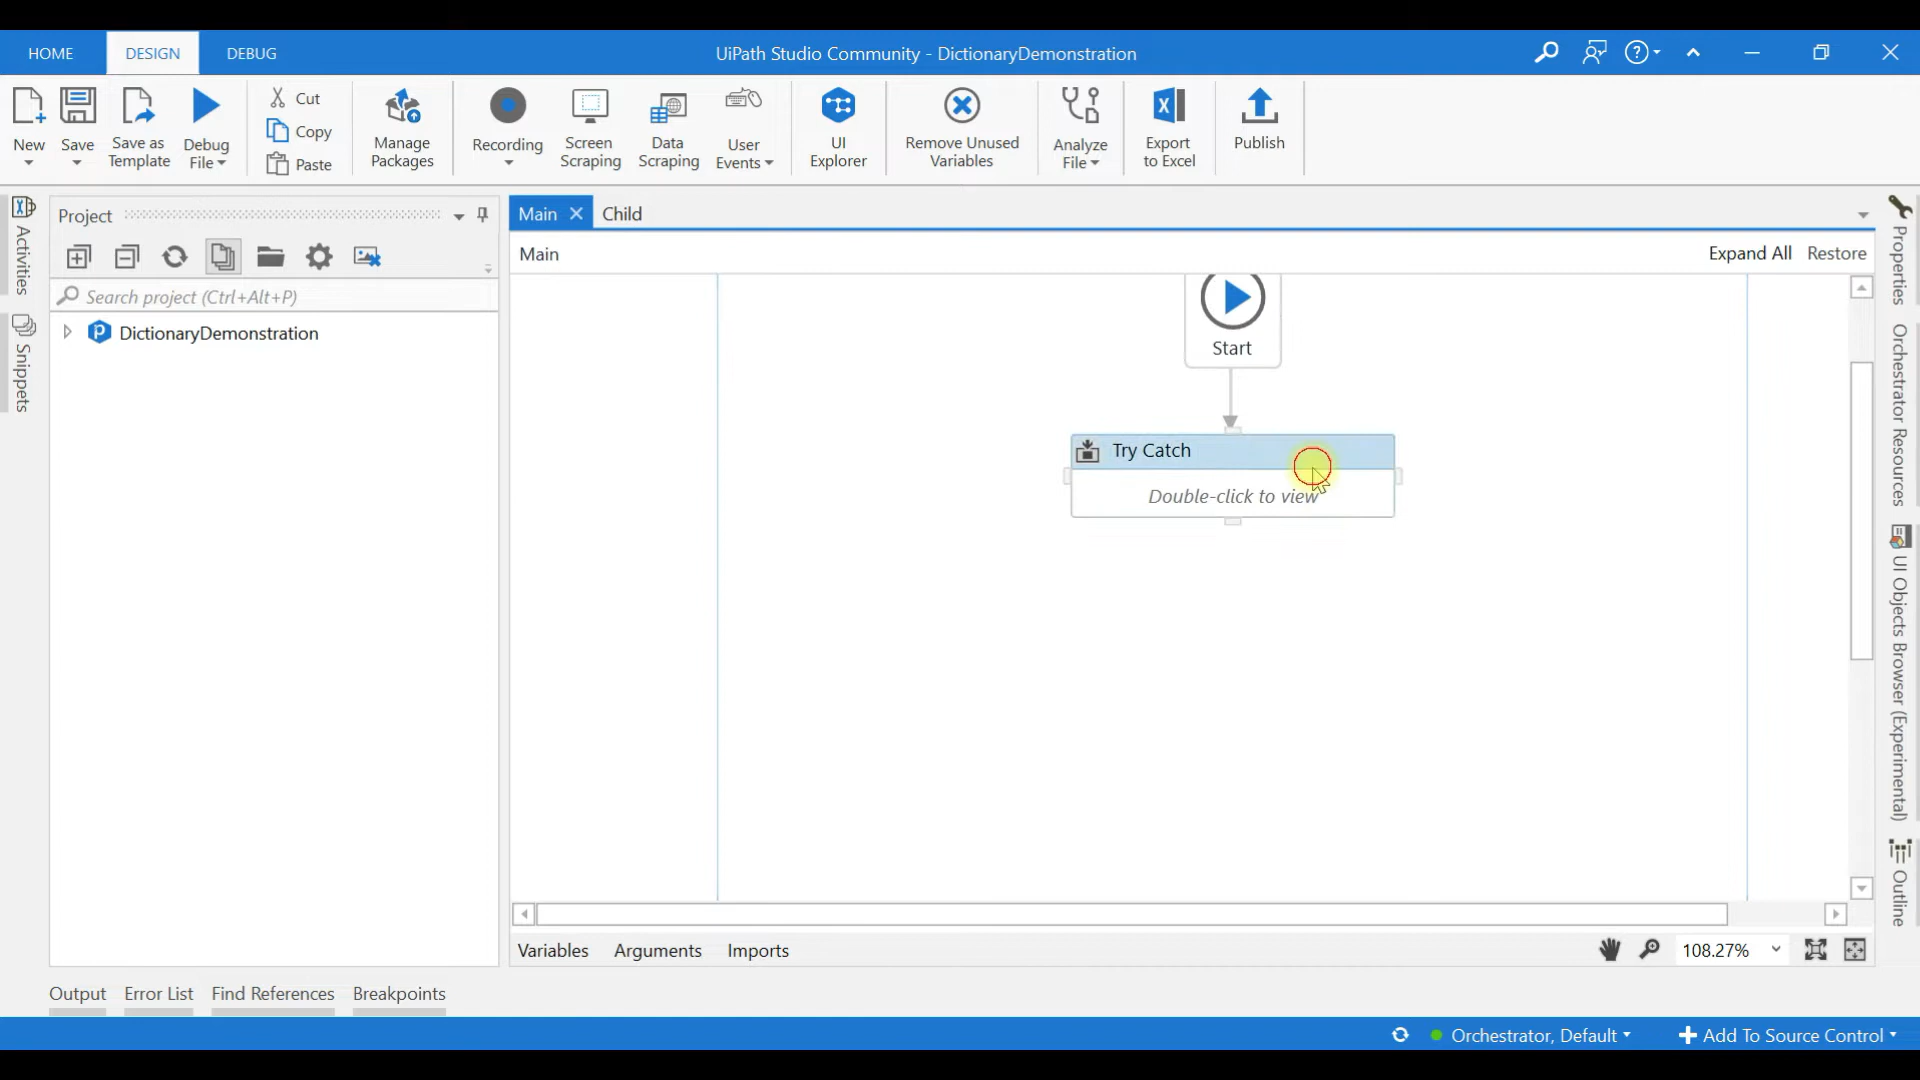 HOME DESIGN DEBUG UiPath Studio Community - DictionaryDemonstration
New Save Save as Template Debug File Cut Copy Paste Manage Packages Recording Screen Scraping Data Scraping User Events UI Explorer Remove Unused Variables Analyze File Export to Excel Publish
Activities
Snippets
Project
Search project (Ctrl+Alt+P)
DictionaryDemonstration
Main Child
Main Expand All Restore
Start
Try Catch
Double-click to view
Variables Arguments Imports 108.27%
Properties
Orchestrator Resources
UI Objects Browser (Experimental)
Outline
Output Error List Find References Breakpoints
Orchestrator, Default Add To Source Control